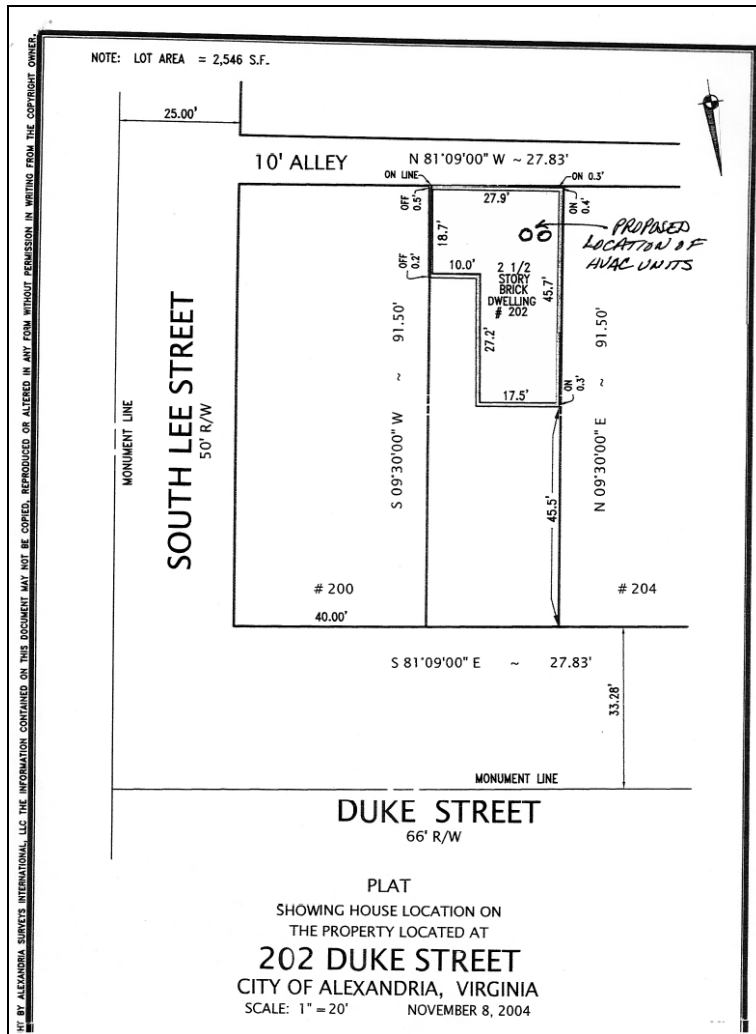 NOTE: LOT AREA = 2,546 S.F.
25.00'
10' ALLEY
N 81°09'00" W ~ 27.83'
ON LINE
ON 0.3'
OFF 0.5'
27.9'
ON 0.4'
18.7'
PROPOSED
LOCATION OF
HVAC UNITS
OFF 0.2'
10.0'
2 1/2
STORY
BRICK
DWELLING
# 202
45.7'
27.2'
17.5'
ON 0.3'
S 09°30'00" W ~ 91.50'
N 09°30'00" E ~ 91.50'
45.5'
MONUMENT LINE
SOUTH LEE STREET
50' R/W
# 200
# 204
40.00'
S 81°09'00" E ~ 27.83'
33.28'
MONUMENT LINE
DUKE STREET
66' R/W
PLAT
SHOWING HOUSE LOCATION ON
THE PROPERTY LOCATED AT
202 DUKE STREET
CITY OF ALEXANDRIA, VIRGINIA
SCALE: 1" = 20' NOVEMBER 8, 2004
HT BY ALEXANDRIA SURVEYS INTERNATIONAL, LLC THE INFORMATION CONTAINED ON THIS DOCUMENT MAY NOT BE COPIED, REPRODUCED OR ALTERED IN ANY FORM WITHOUT PERMISSION IN WRITING FROM THE COPYRIGHT OWNER.